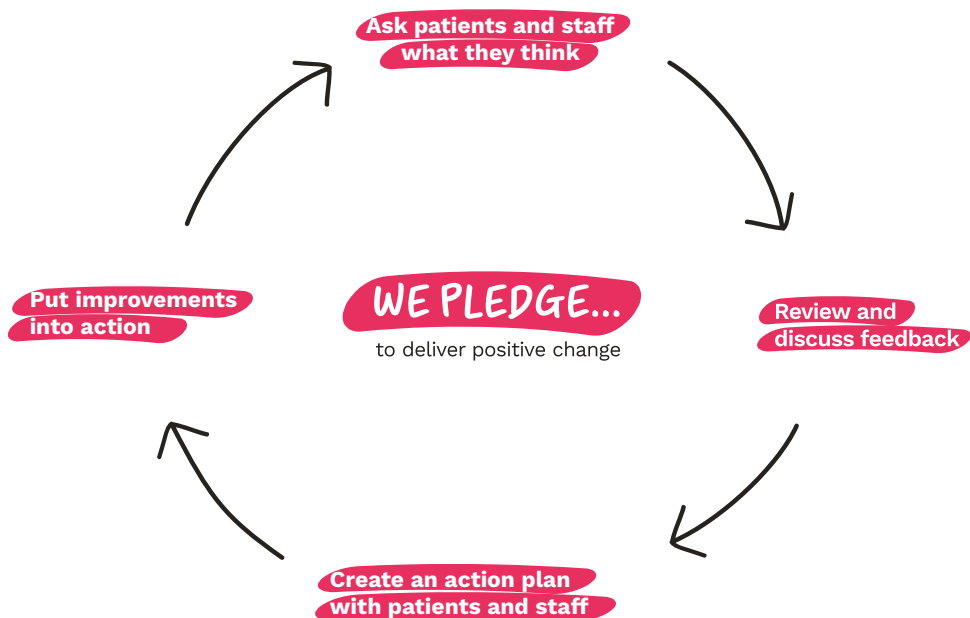 Ask patients and staff
what they think
Put improvements
into action
WE PLEDGE...
to deliver positive change
Review and
discuss feedback
Create an action plan
with patients and staff